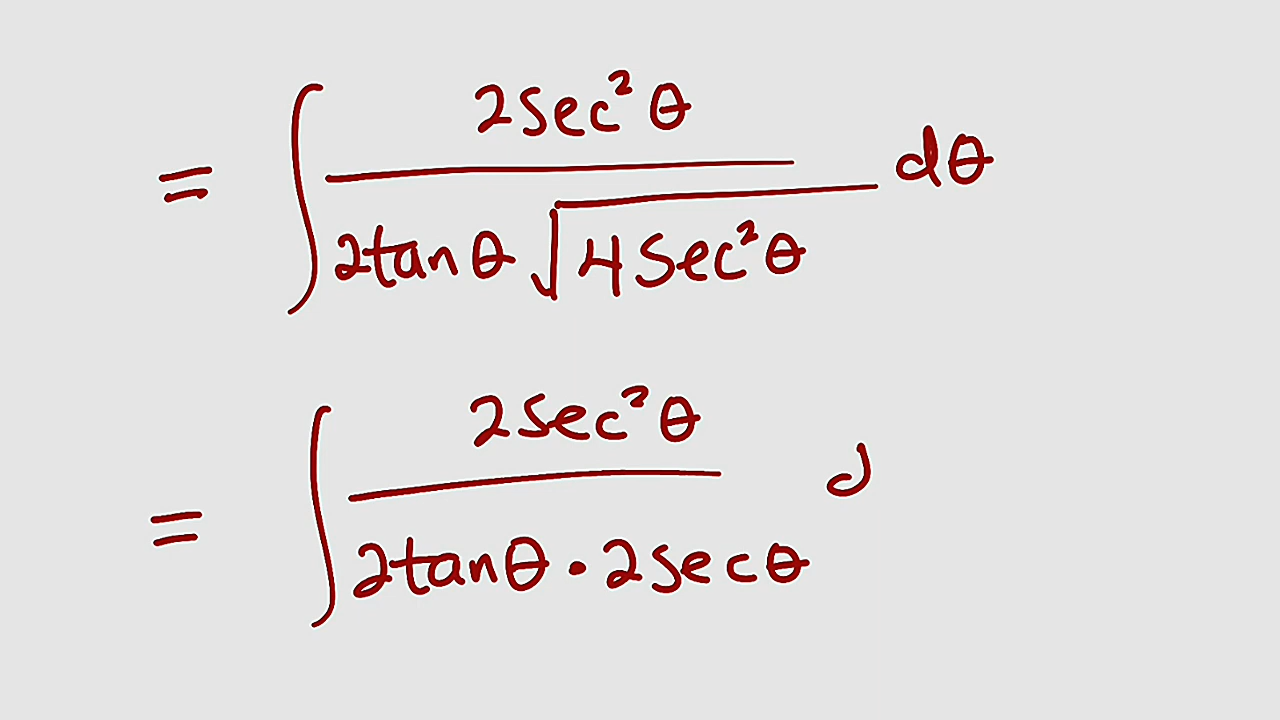 = ∫ 2sec²θ / (2tanθ √(4sec²θ)) dθ
= ∫ 2sec²θ / (2tanθ · 2secθ) d